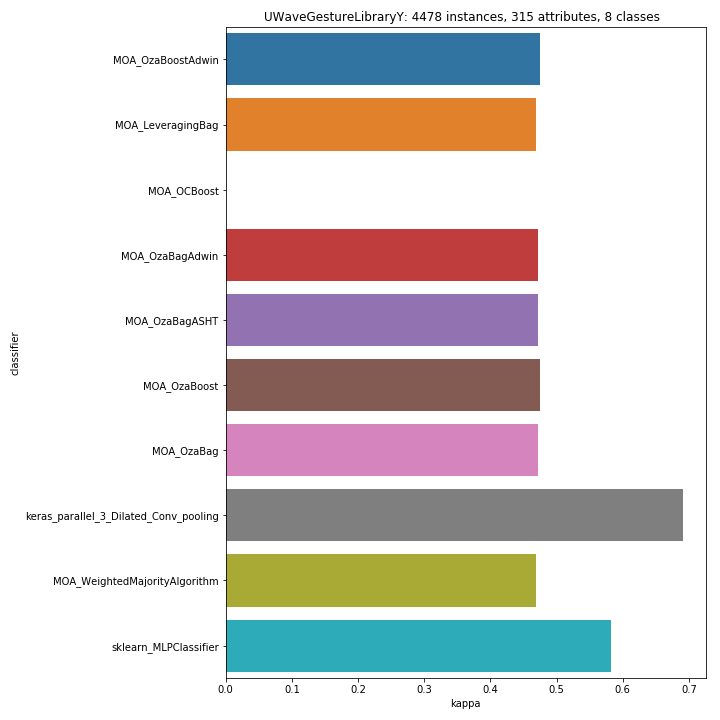 UWaveGestureLibraryY: 4478 instances, 315 attributes, 8 classes
MOA_OzaBoostAdwin
MOA_LeveragingBag
MOA_OCBoost
MOA_OzaBagAdwin
MOA_OzaBagASHT
classifier
MOA_OzaBoost
MOA_OzaBag
keras_parallel_3_Dilated_Conv_pooling
MOA_WeightedMajorityAlgorithm
sklearn_MLPClassifier
0.0 0.1 0.2 0.3 0.4 0.5 0.6 0.7
kappa